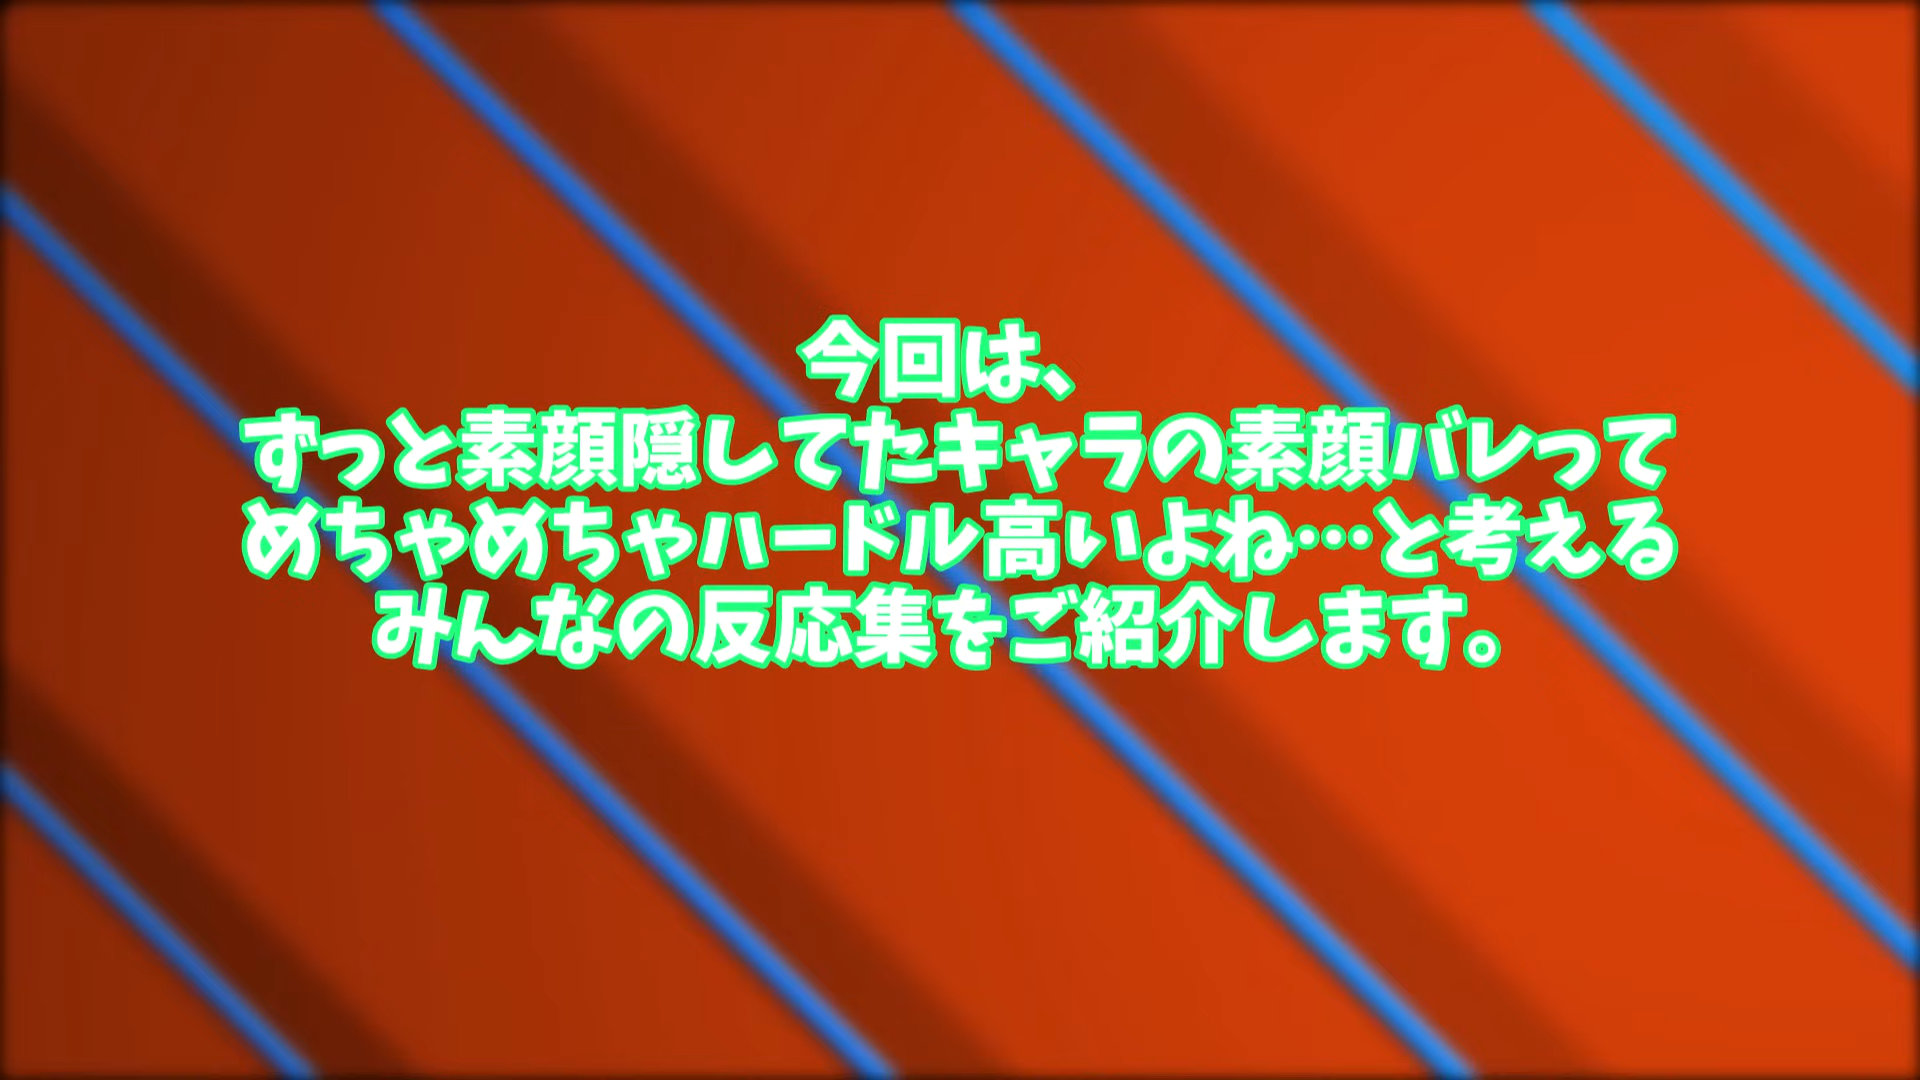 今回は、
ずっと素顔隠してたキャラの素顔バレって
めちゃめちゃハードル高いよね…と考える
みんなの反応集をご紹介します。